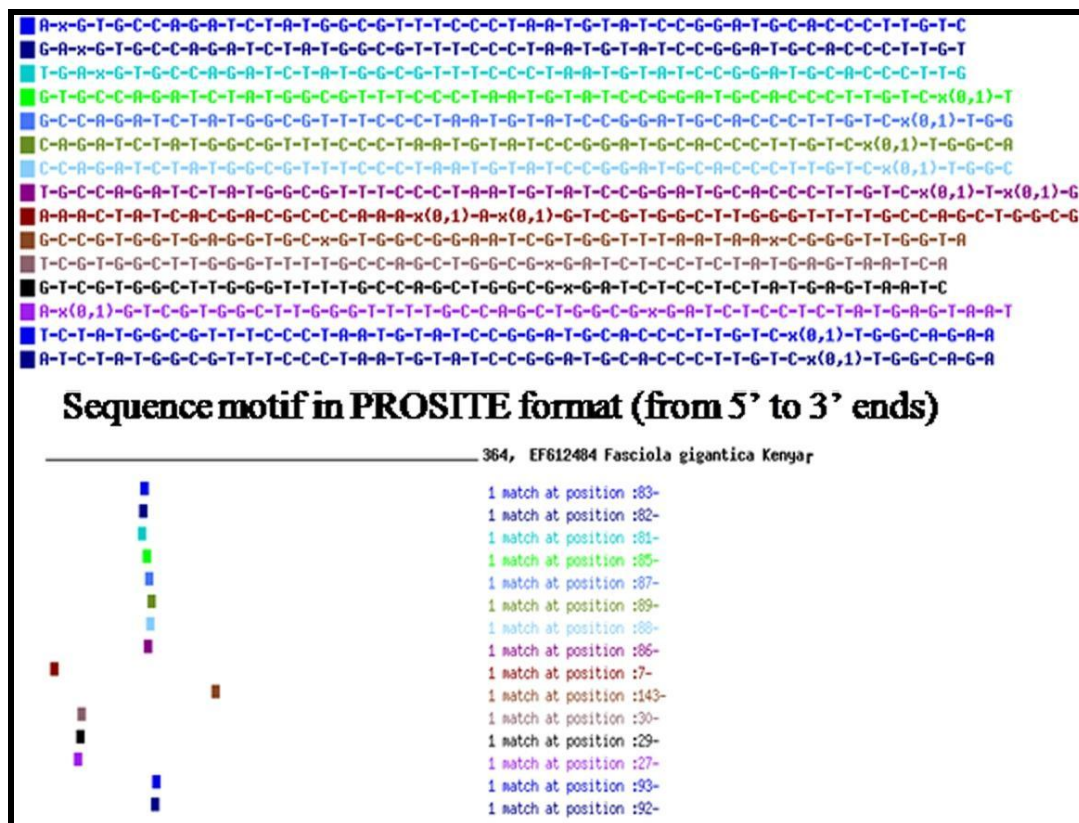 A-x-G-T-G-C-C-A-G-A-T-C-T-A-T-G-G-C-G-T-T-T-C-C-C-T-A-A-T-G-T-A-T-C-C-G-G-A-T-G-C-A-C-C-C-T-T-G-T-C
G-A-x-G-T-G-C-C-A-G-A-T-C-T-A-T-G-G-C-G-T-T-T-C-C-C-T-A-A-T-G-T-A-T-C-C-G-G-A-T-G-C-A-C-C-C-T-T-G-T
T-G-A-x-G-T-G-C-C-A-G-A-T-C-T-A-T-G-G-C-G-T-T-T-C-C-C-T-A-A-T-G-T-A-T-C-C-G-G-A-T-G-C-A-C-C-C-T-T-G
G-T-G-C-C-A-G-A-T-C-T-A-T-G-G-C-G-T-T-T-C-C-C-T-A-A-T-G-T-A-T-C-C-G-G-A-T-G-C-A-C-C-C-T-T-G-T-C-x(0,1)-T
G-C-C-A-G-A-T-C-T-A-T-G-G-C-G-T-T-T-C-C-C-T-A-A-T-G-T-A-T-C-C-G-G-A-T-G-C-A-C-C-C-T-T-G-T-C-x(0,1)-T-G-G
C-A-G-A-T-C-T-A-T-G-G-C-G-T-T-T-C-C-C-T-A-A-T-G-T-A-T-C-C-G-G-A-T-G-C-A-C-C-C-T-T-G-T-C-x(0,1)-T-G-G-C-A
C-C-A-G-A-T-C-T-A-T-G-G-C-G-T-T-T-C-C-C-T-A-A-T-G-T-A-T-C-C-G-G-A-T-G-C-A-C-C-C-T-T-G-T-C-x(0,1)-T-G-G-C
T-G-C-C-A-G-A-T-C-T-A-T-G-G-C-G-T-T-T-C-C-C-T-A-A-T-G-T-A-T-C-C-G-G-A-T-G-C-A-C-C-C-T-T-G-T-C-x(0,1)-T-x(0,1)-G
A-A-A-C-T-A-T-C-A-C-G-A-C-G-C-C-C-A-A-A-x(0,1)-A-x(0,1)-G-T-C-G-T-G-G-C-T-T-G-G-G-T-T-T-T-G-C-C-A-G-C-T-G-G-C-G
G-C-C-G-T-G-T-G-A-G-G-T-G-C-x-G-T-G-G-C-G-G-A-A-T-C-G-T-G-G-T-T-T-A-A-T-A-A-x-C-G-G-G-T-T-G-G-T-A
T-C-G-T-G-G-C-T-T-G-G-G-T-T-T-T-G-C-C-A-G-C-T-G-G-C-G-x-G-A-T-C-T-C-C-T-C-T-A-T-G-A-G-T-A-A-T-C-A
G-T-C-G-T-G-G-C-T-T-G-G-G-T-T-T-T-G-C-C-A-G-C-T-G-G-C-G-x-G-A-T-C-T-C-C-T-C-T-A-T-G-A-G-T-A-A-T-C
A-x(0,1)-G-T-C-G-T-G-G-C-T-T-G-G-G-T-T-T-T-G-C-C-A-G-C-T-G-G-C-G-x-G-A-T-C-T-C-C-T-C-T-A-T-G-A-G-T-A-A-T
T-C-T-A-T-G-G-C-G-T-T-T-C-C-C-T-A-A-T-G-T-A-T-C-C-G-G-A-T-G-C-A-C-C-C-T-T-G-T-C-x(0,1)-T-G-G-C-A-G-A-A
A-T-C-T-A-T-G-G-C-G-T-T-T-C-C-C-T-A-A-T-G-T-A-T-C-C-G-G-A-T-G-C-A-C-C-C-T-T-G-T-C-x(0,1)-T-G-G-C-A-G-A
Sequence motif in PROSITE format (from 5’ to 3’ ends)
364, EF612484 Fasciola gigantica Kenya
1 match at position :83-
1 match at position :82-
1 match at position :81-
1 match at position :85-
1 match at position :87-
1 match at position :89-
1 match at position :88-
1 match at position :86-
1 match at position :7-
1 match at position :143-
1 match at position :30-
1 match at position :29-
1 match at position :27-
1 match at position :93-
1 match at position :92-